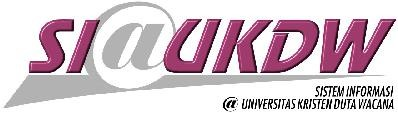 SI@UKDW
SISTEM INFORMASI
@ UNIVERSITAS KRISTEN DUTA WACANA